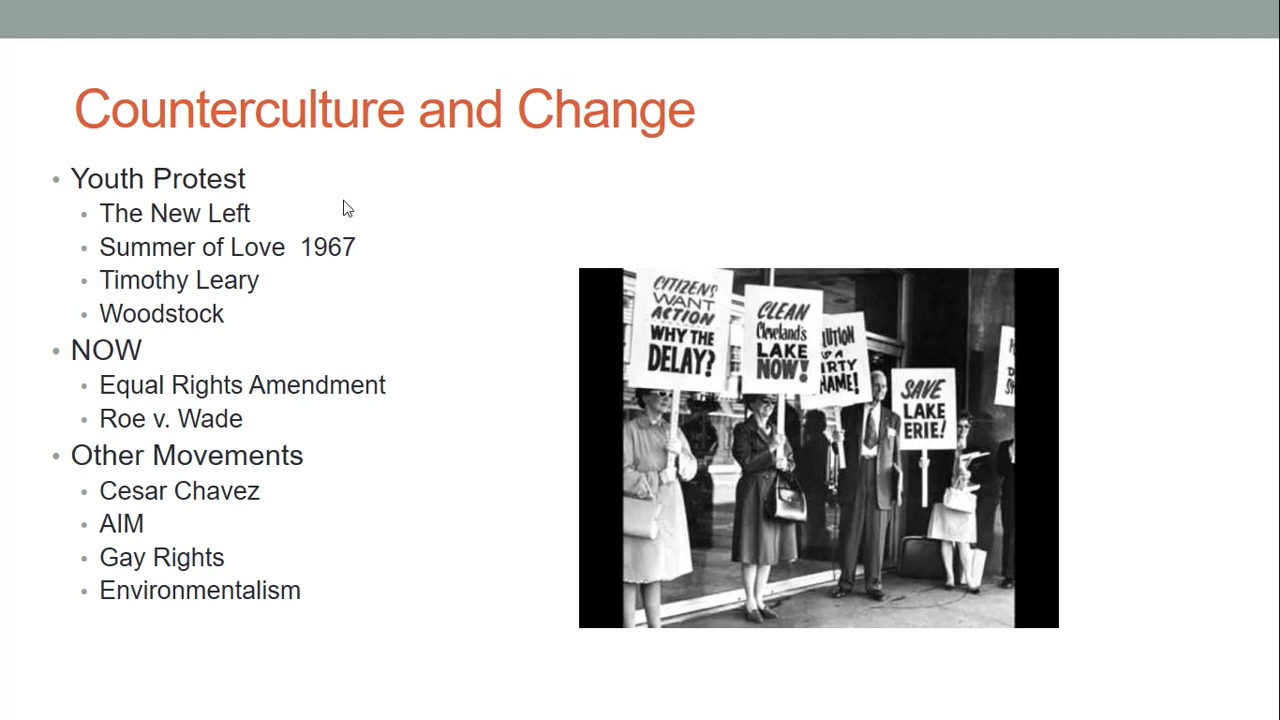 Counterculture and Change
Youth Protest
The New Left
Summer of Love 1967
Timothy Leary
Woodstock
NOW
Equal Rights Amendment
Roe v. Wade
Other Movements
Cesar Chavez
AIM
Gay Rights
Environmentalism
CITIZENS
WANT
ACTION
WHY THE
DELAY?
CLEAN
Cleveland's
LAKE
NOW!
SAVE
LAKE
ERIE!